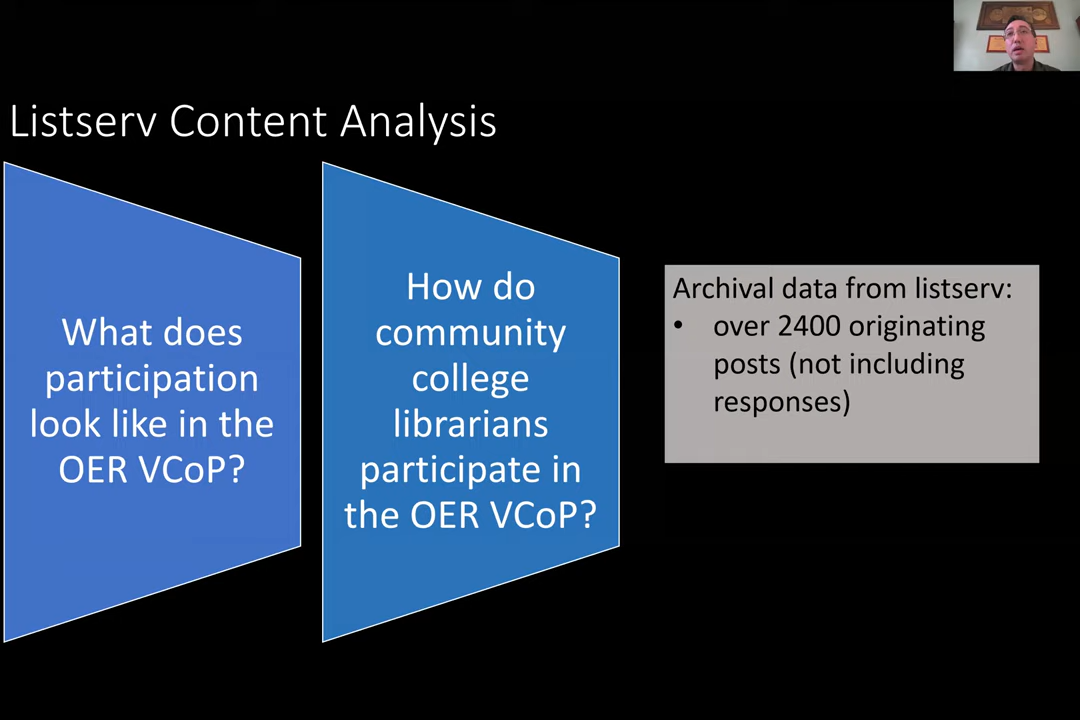 Listserv Content Analysis
What does
participation
look like in the
OER VCoP?
How do
community
college
librarians
participate in
the OER VCoP?
Archival data from listserv:
• over 2400 originating
posts (not including
responses)